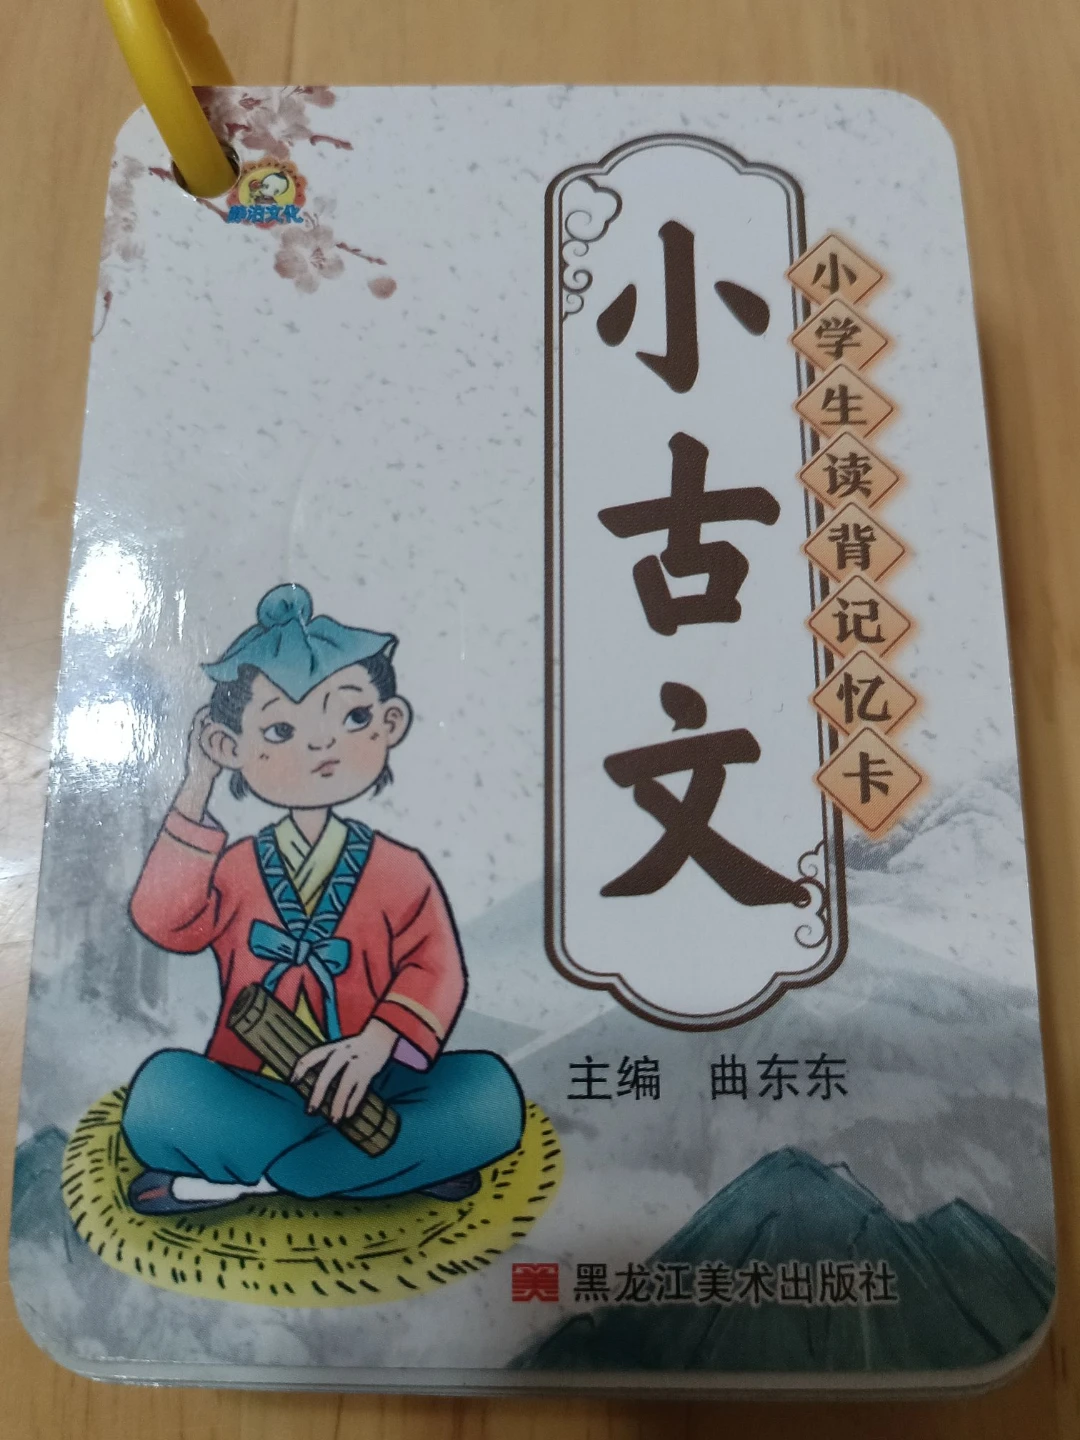 小古文
小学生读背记忆卡
主编 曲东东
美 黑龙江美术出版社